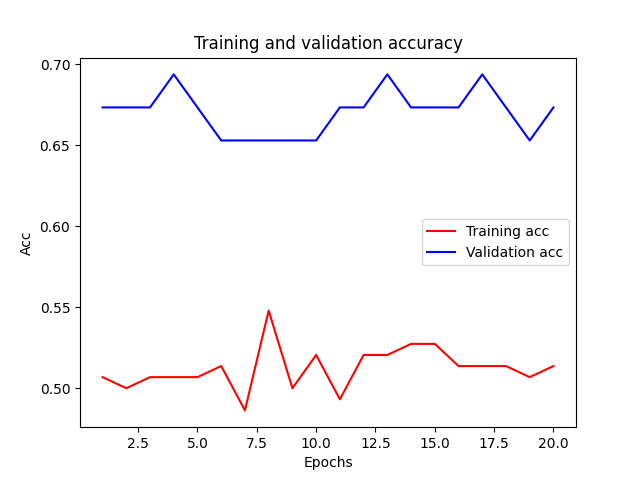 Training and validation accuracy
0.70
0.65
0.60
0.55
0.50
Acc
Training acc
Validation acc
2.5 5.0 7.5 10.0 12.5 15.0 17.5 20.0
Epochs